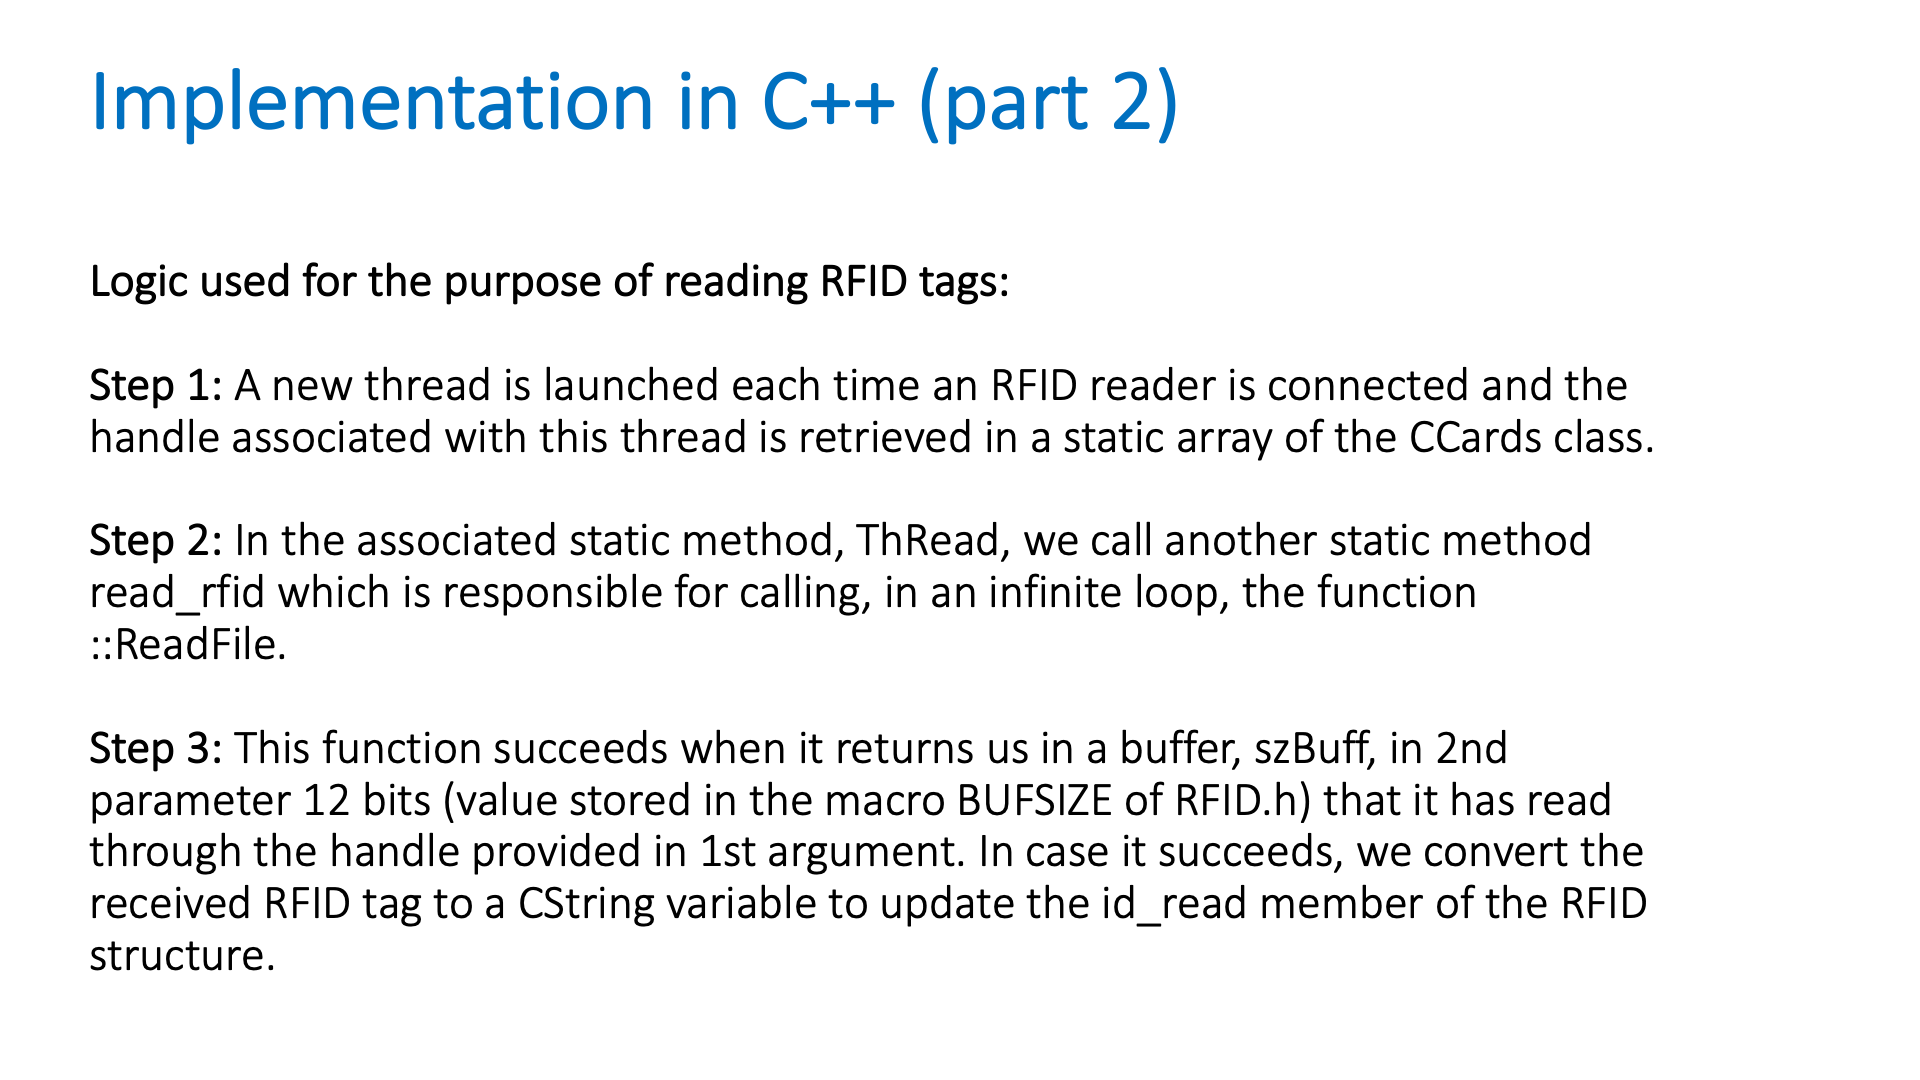 Implementation in C++ (part 2)
Logic used for the purpose of reading RFID tags:
Step 1: A new thread is launched each time an RFID reader is connected and the
handle associated with this thread is retrieved in a static array of the CCards class.
Step 2: In the associated static method, ThRead, we call another static method
read_rfid which is responsible for calling, in an infinite loop, the function
::ReadFile.
Step 3: This function succeeds when it returns us in a buffer, szBuff, in 2nd
parameter 12 bits (value stored in the macro BUFSIZE of RFID.h) that it has read
through the handle provided in 1st argument. In case it succeeds, we convert the
received RFID tag to a CString variable to update the id_read member of the RFID
structure.